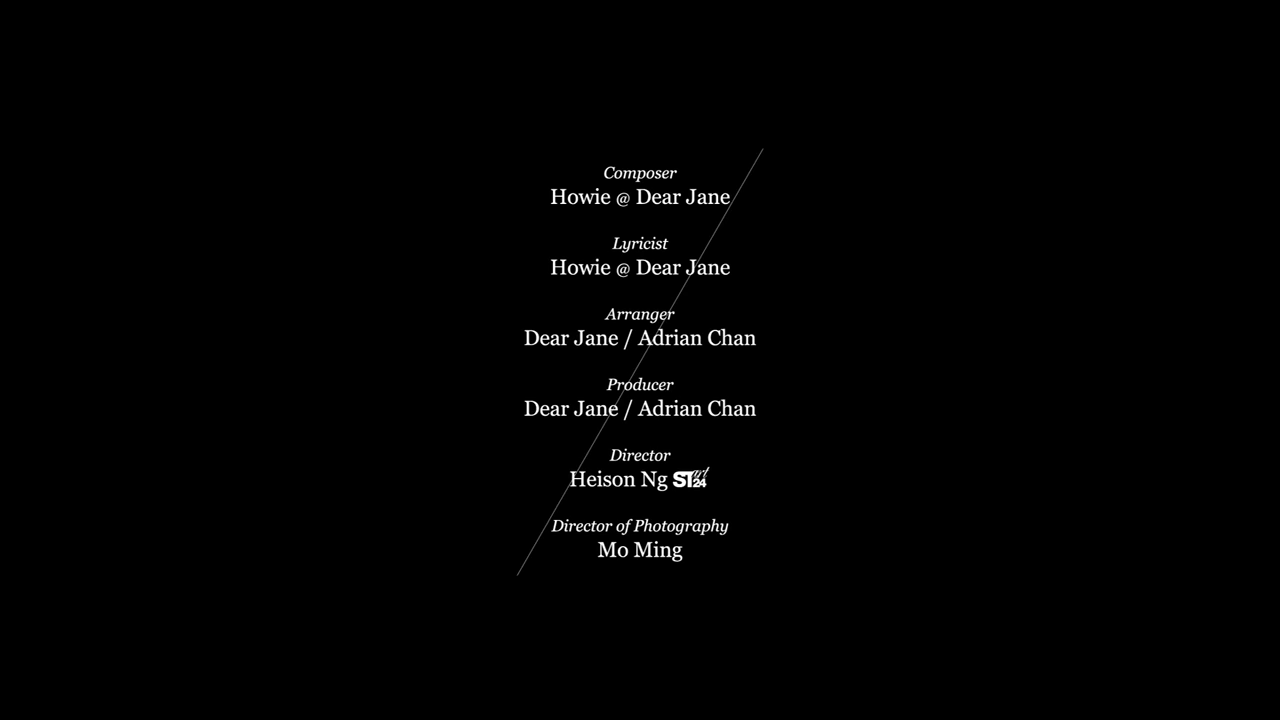 Composer
Howie @ Dear Jane
Lyricist
Howie @ Dear Jane
Arranger
Dear Jane / Adrian Chan
Producer
Dear Jane / Adrian Chan
Director
Heison Ng STart24
Director of Photography
Mo Ming